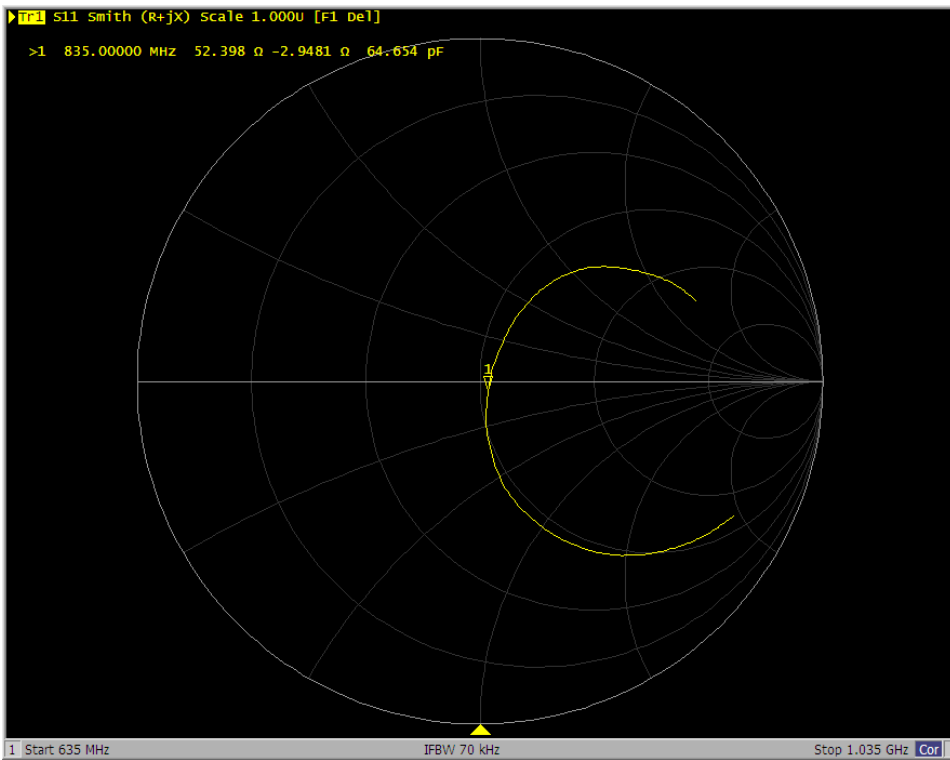 Tr1 S11 Smith (R+jX) Scale 1.000U [F1 Del]
>1 835.00000 MHz 52.398 Ω -2.9481 Ω 64.654 pF
1
1 Start 635 MHz IFBW 70 kHz Stop 1.035 GHz Cor